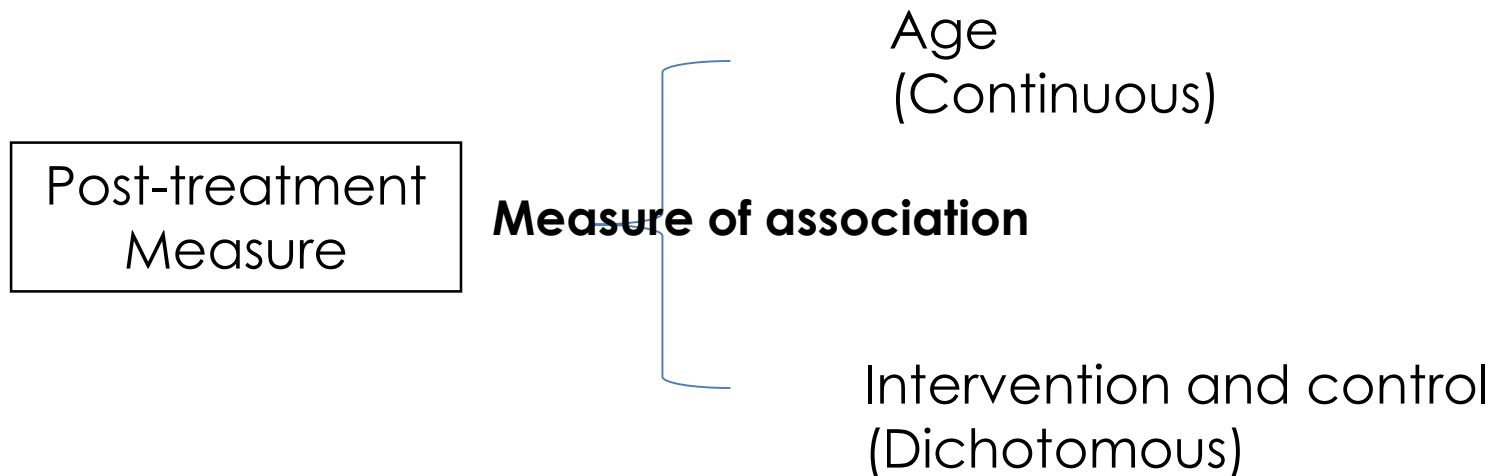 Age
(Continuous)
Post-treatment
Measure
Measure of association
Intervention and control
(Dichotomous)